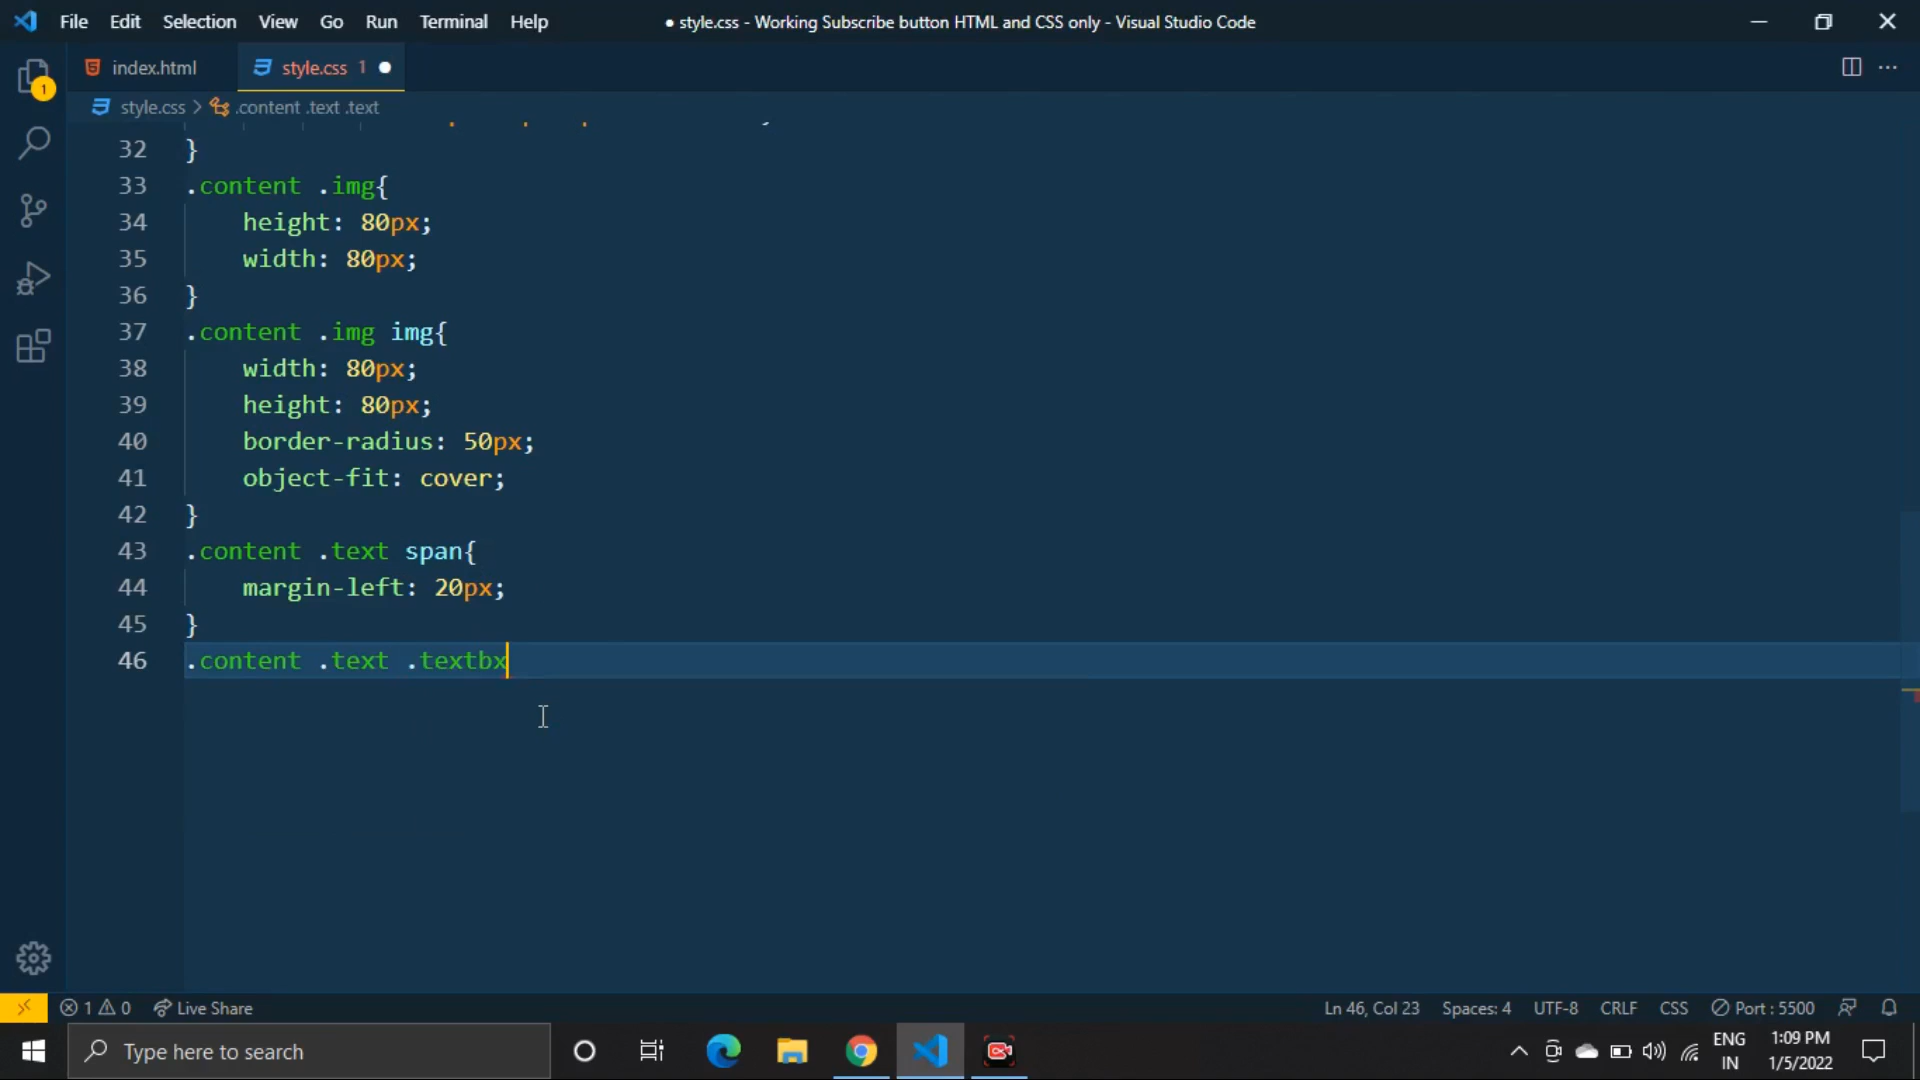 File Edit Selection View Go Run Terminal Help
● style.css - Working Subscribe button HTML and CSS only - Visual Studio Code
index.html
style.css 1 ●
style.css > .content .text .text
32 }
33 .content .img{
34 height: 80px;
35 width: 80px;
36 }
37 .content .img img{
38 width: 80px;
39 height: 80px;
40 border-radius: 50px;
41 object-fit: cover;
42 }
43 .content .text span{
44 margin-left: 20px;
45 }
46 .content .text .textbx
1
1 0 Live Share
Ln 46, Col 23 Spaces: 4 UTF-8 CRLF CSS Port : 5500
Type here to search
ENG
IN
1:09 PM
1/5/2022